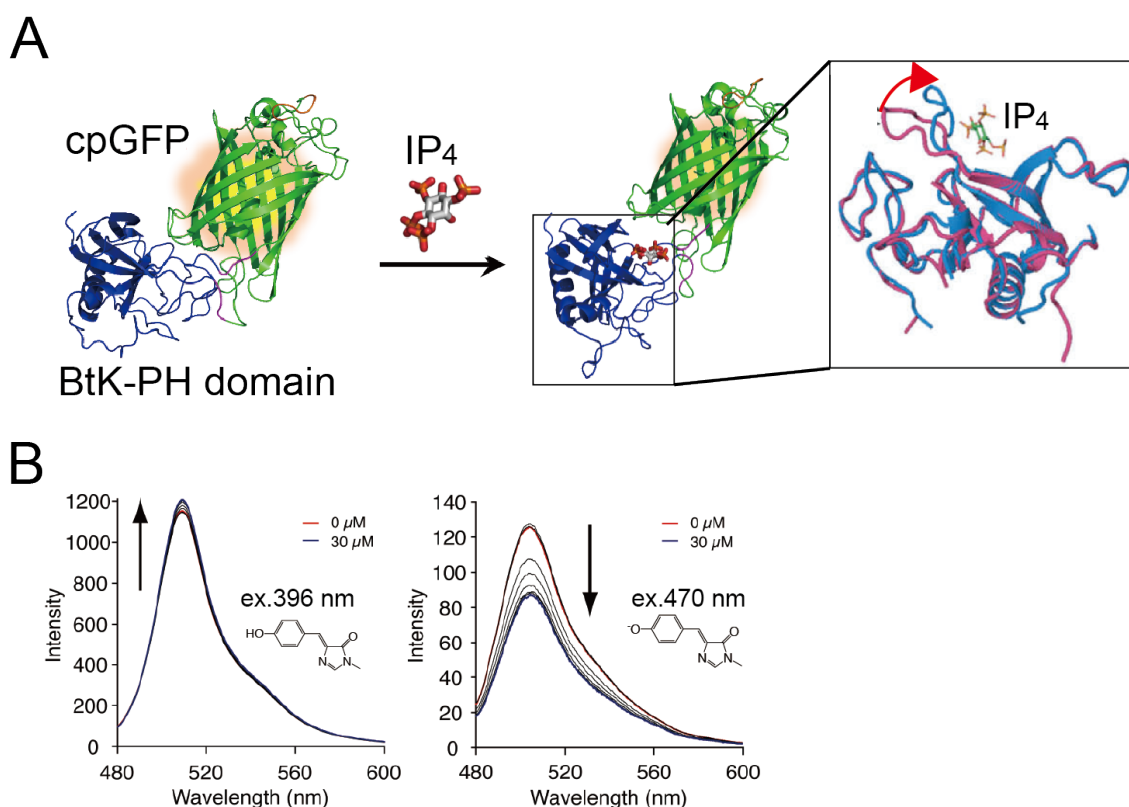 A
cpGFP
IP4
IP4
BtK-PH domain
B
1200
1000
800
600
400
200
0
Intensity
0 µM
30 µM
ex.396 nm
HO
O
N
N
480 520 560 600
Wavelength (nm)
140
120
100
80
60
40
20
0
Intensity
0 µM
30 µM
ex.470 nm
-O
O
N
N
480 520 560 600
Wavelength (nm)